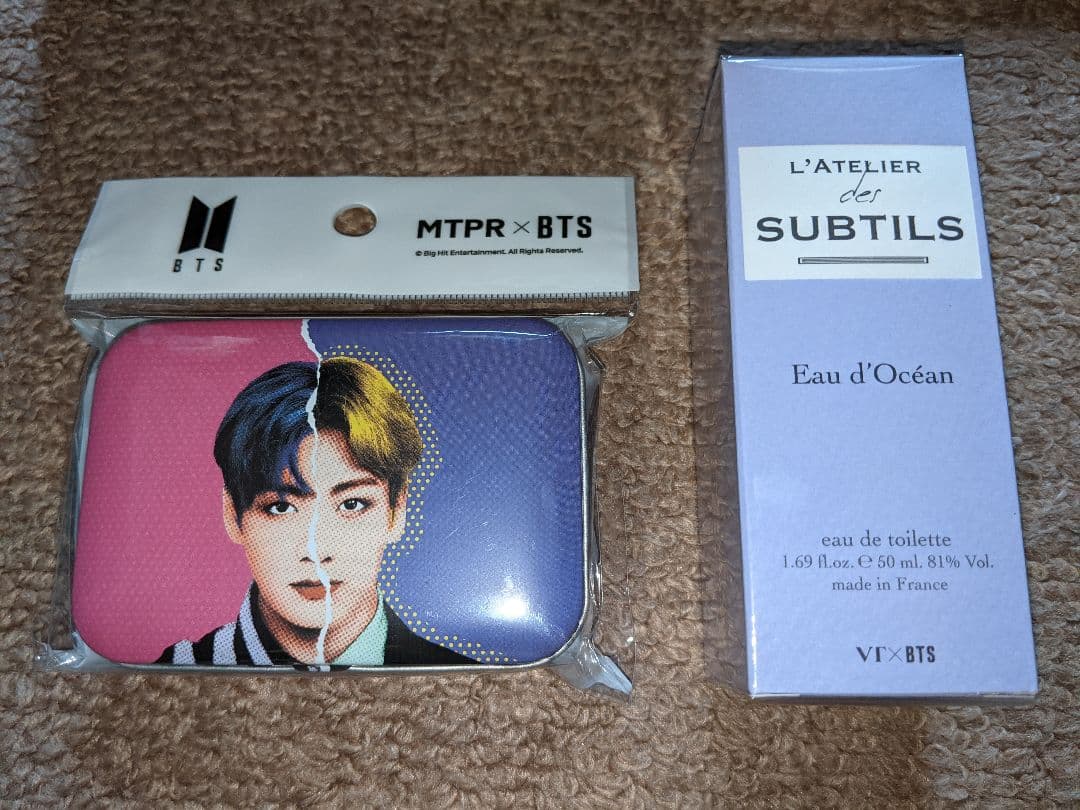 BTS
MTPR×BTS
© Big Hit Entertainment. All Rights Reserved.
L'ATELIER
des
SUBTILS
Eau d'Océan
eau de toilette
1.69 fl.oz. ℮ 50 ml. 81% Vol.
made in France
VT×BTS